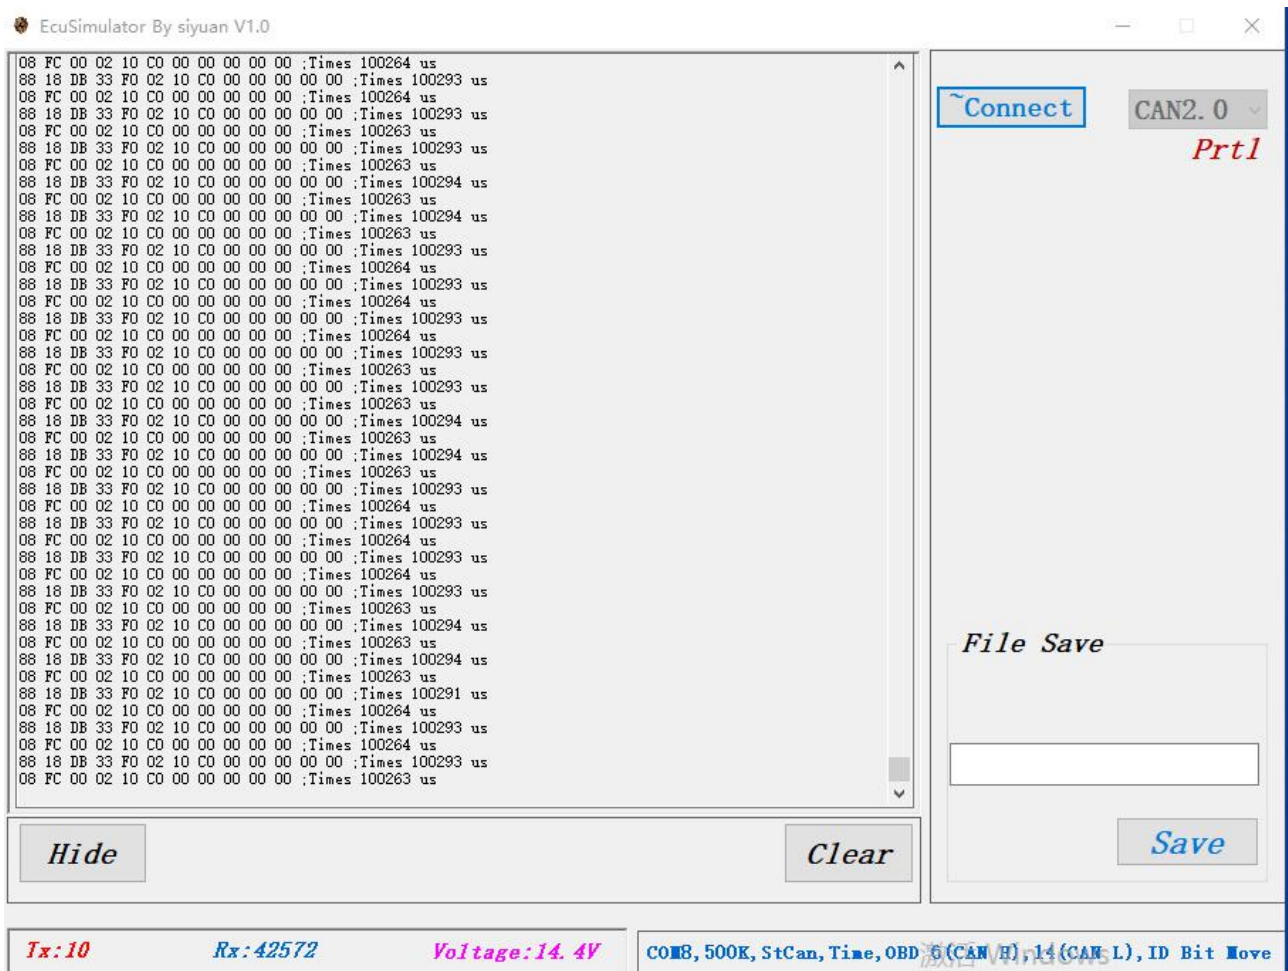 EcuSimulator By siyuan V1.0
08 FC 00 02 10 C0 00 00 00 00 00 ;Times 100264 us
88 18 DB 33 F0 02 10 C0 00 00 00 00 00 ;Times 100293 us
08 FC 00 02 10 C0 00 00 00 00 00 ;Times 100264 us
88 18 DB 33 F0 02 10 C0 00 00 00 00 00 ;Times 100293 us
08 FC 00 02 10 C0 00 00 00 00 00 ;Times 100263 us
88 18 DB 33 F0 02 10 C0 00 00 00 00 00 ;Times 100293 us
08 FC 00 02 10 C0 00 00 00 00 00 ;Times 100263 us
88 18 DB 33 F0 02 10 C0 00 00 00 00 00 ;Times 100294 us
08 FC 00 02 10 C0 00 00 00 00 00 ;Times 100263 us
88 18 DB 33 F0 02 10 C0 00 00 00 00 00 ;Times 100294 us
08 FC 00 02 10 C0 00 00 00 00 00 ;Times 100263 us
88 18 DB 33 F0 02 10 C0 00 00 00 00 00 ;Times 100293 us
08 FC 00 02 10 C0 00 00 00 00 00 ;Times 100264 us
88 18 DB 33 F0 02 10 C0 00 00 00 00 00 ;Times 100293 us
08 FC 00 02 10 C0 00 00 00 00 00 ;Times 100264 us
88 18 DB 33 F0 02 10 C0 00 00 00 00 00 ;Times 100293 us
08 FC 00 02 10 C0 00 00 00 00 00 ;Times 100264 us
88 18 DB 33 F0 02 10 C0 00 00 00 00 00 ;Times 100293 us
08 FC 00 02 10 C0 00 00 00 00 00 ;Times 100263 us
88 18 DB 33 F0 02 10 C0 00 00 00 00 00 ;Times 100293 us
08 FC 00 02 10 C0 00 00 00 00 00 ;Times 100263 us
88 18 DB 33 F0 02 10 C0 00 00 00 00 00 ;Times 100294 us
08 FC 00 02 10 C0 00 00 00 00 00 ;Times 100263 us
88 18 DB 33 F0 02 10 C0 00 00 00 00 00 ;Times 100294 us
08 FC 00 02 10 C0 00 00 00 00 00 ;Times 100263 us
88 18 DB 33 F0 02 10 C0 00 00 00 00 00 ;Times 100293 us
08 FC 00 02 10 C0 00 00 00 00 00 ;Times 100264 us
88 18 DB 33 F0 02 10 C0 00 00 00 00 00 ;Times 100293 us
08 FC 00 02 10 C0 00 00 00 00 00 ;Times 100264 us
88 18 DB 33 F0 02 10 C0 00 00 00 00 00 ;Times 100293 us
08 FC 00 02 10 C0 00 00 00 00 00 ;Times 100264 us
88 18 DB 33 F0 02 10 C0 00 00 00 00 00 ;Times 100293 us
08 FC 00 02 10 C0 00 00 00 00 00 ;Times 100263 us
88 18 DB 33 F0 02 10 C0 00 00 00 00 00 ;Times 100294 us
08 FC 00 02 10 C0 00 00 00 00 00 ;Times 100263 us
88 18 DB 33 F0 02 10 C0 00 00 00 00 00 ;Times 100294 us
08 FC 00 02 10 C0 00 00 00 00 00 ;Times 100263 us
88 18 DB 33 F0 02 10 C0 00 00 00 00 00 ;Times 100291 us
08 FC 00 02 10 C0 00 00 00 00 00 ;Times 100264 us
88 18 DB 33 F0 02 10 C0 00 00 00 00 00 ;Times 100293 us
08 FC 00 02 10 C0 00 00 00 00 00 ;Times 100264 us
88 18 DB 33 F0 02 10 C0 00 00 00 00 00 ;Times 100293 us
08 FC 00 02 10 C0 00 00 00 00 00 ;Times 100263 us
~Connect
CAN2.0
Prtl
File Save
Save
Hide
Clear
Tx:10
Rx:42572
Voltage:14.4V
COM8,500K,StCan,Time,OBD 6(CAN H),14(CAN L),ID Bit Move
激活 Windows